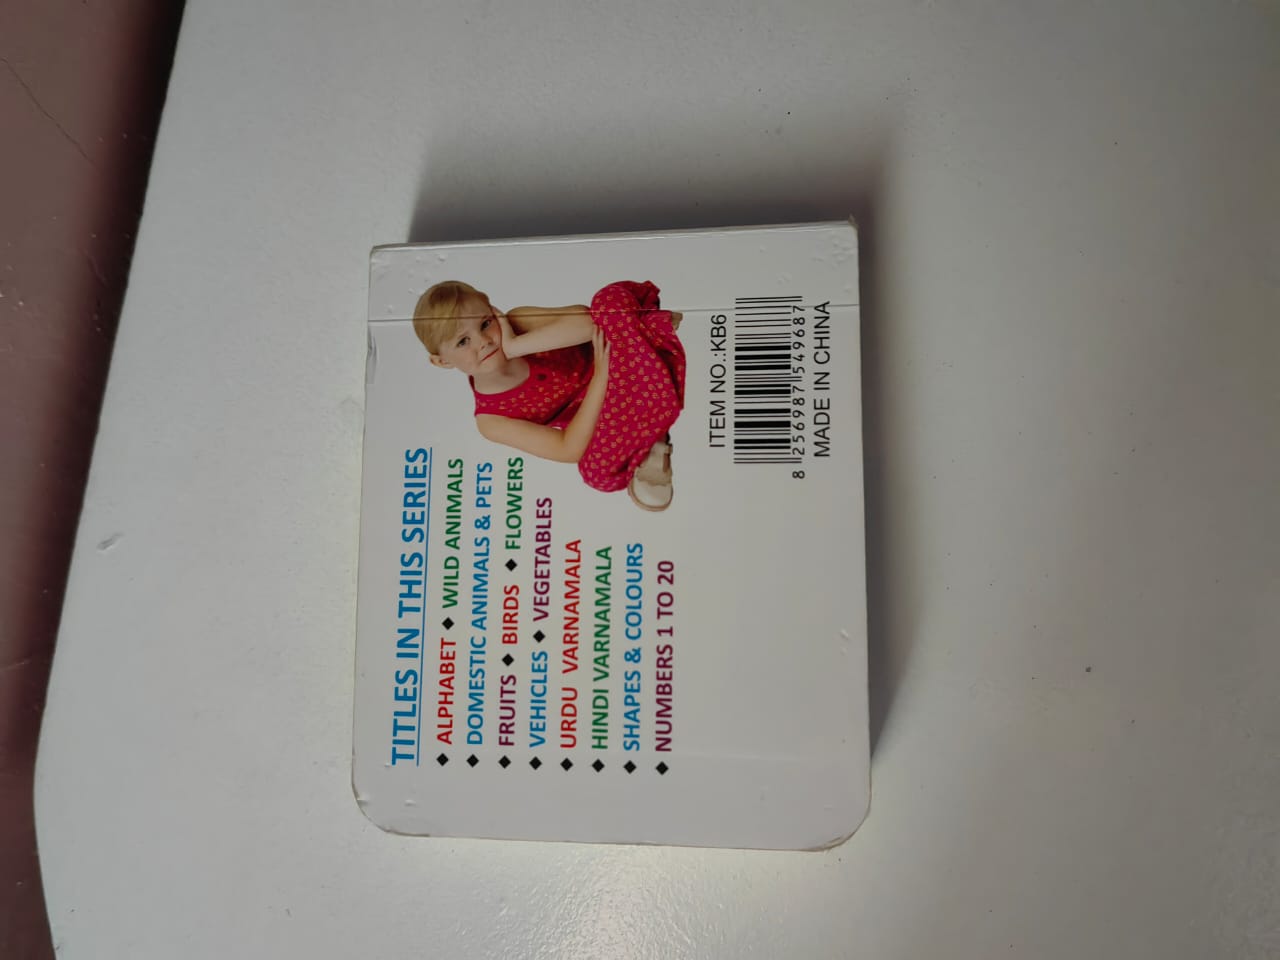 TITLES IN THIS SERIES
◆ ALPHABET ◆ WILD ANIMALS
◆ DOMESTIC ANIMALS & PETS
◆ FRUITS ◆ BIRDS ◆ FLOWERS
◆ VEHICLES ◆ VEGETABLES
◆ URDU VARNAMALA
◆ HINDI VARNAMALA
◆ SHAPES & COLOURS
◆ NUMBERS 1 TO 20
ITEM NO.:KB6
8 256987 549687
MADE IN CHINA